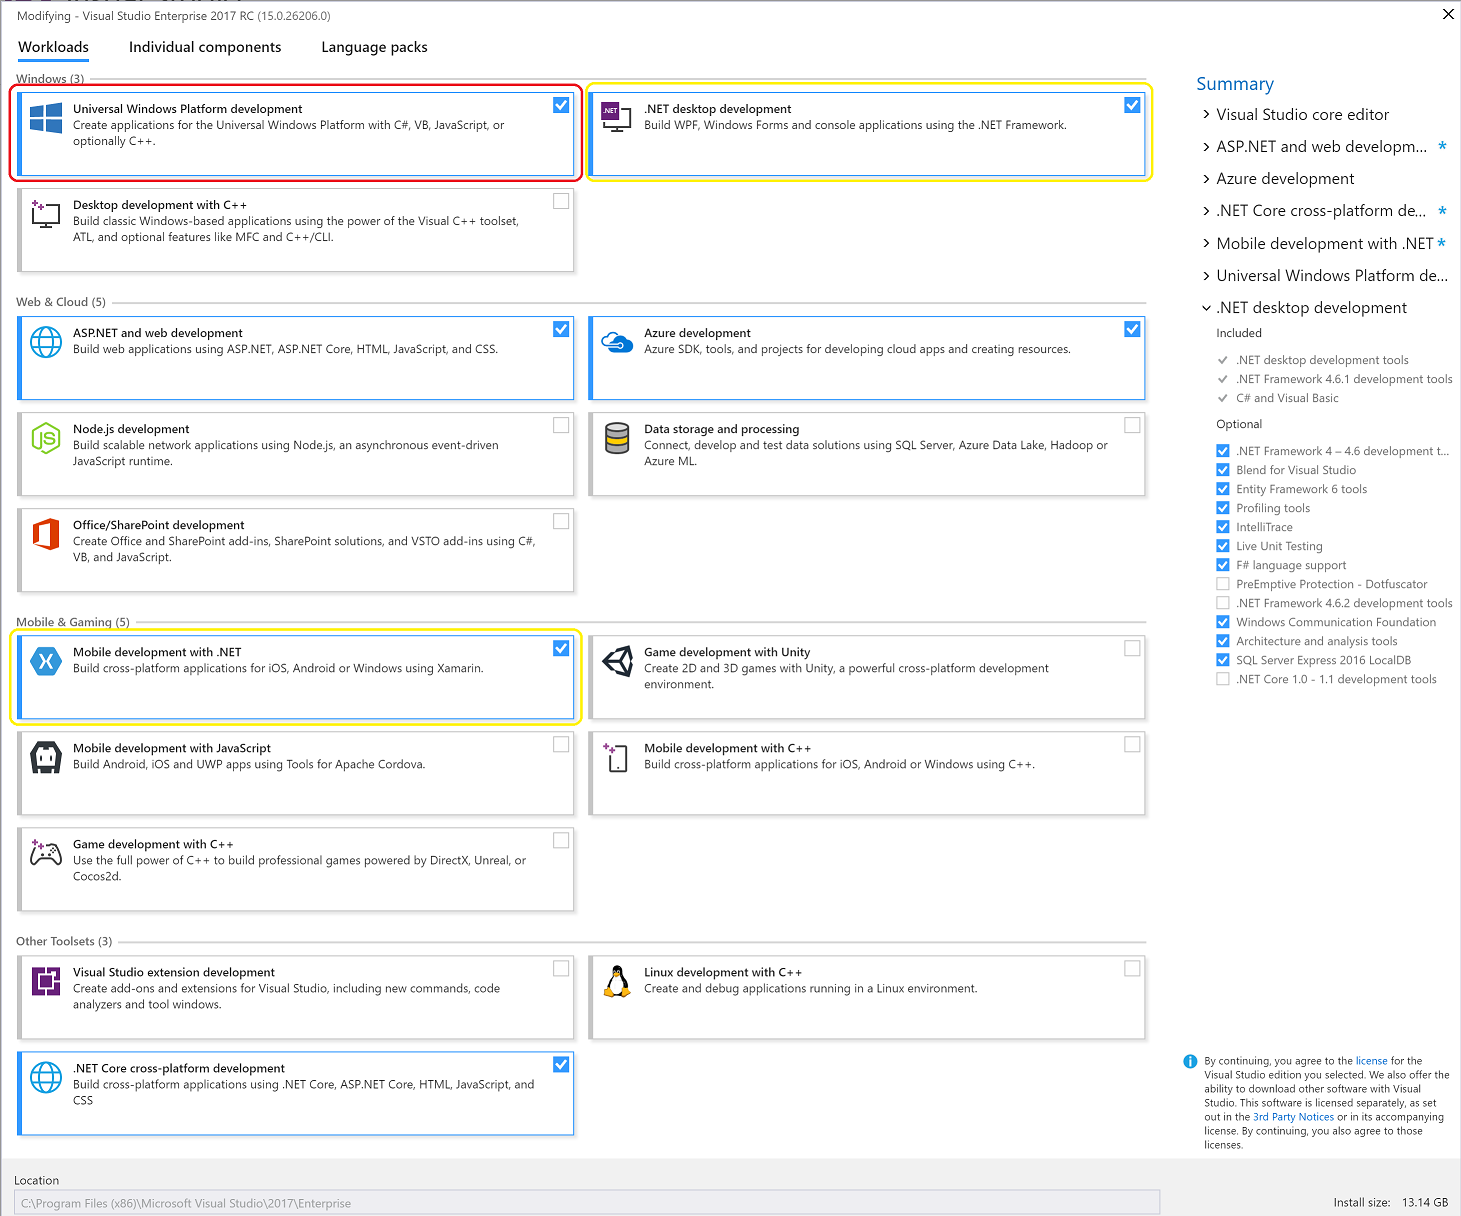 Modifying - Visual Studio Enterprise 2017 RC (15.0.26206.0)
Workloads
Individual components
Language packs
Windows (3)
Universal Windows Platform development
Create applications for the Universal Windows Platform with C#, VB, JavaScript, or
optionally C++.
.NET
.NET desktop development
Build WPF, Windows Forms and console applications using the .NET Framework.
Desktop development with C++
Build classic Windows-based applications using the power of the Visual C++ toolset,
ATL, and optional features like MFC and C++/CLI.
Web & Cloud (5)
ASP.NET and web development
Build web applications using ASP.NET, ASP.NET Core, HTML, JavaScript, and CSS.
Azure development
Azure SDK, tools, and projects for developing cloud apps and creating resources.
JS
Node.js development
Build scalable network applications using Node.js, an asynchronous event-driven
JavaScript runtime.
Data storage and processing
Connect, develop and test data solutions using SQL Server, Azure Data Lake, Hadoop or
Azure ML.
Office/SharePoint development
Create Office and SharePoint add-ins, SharePoint solutions, and VSTO add-ins using C#,
VB, and JavaScript.
Mobile & Gaming (5)
Mobile development with .NET
Build cross-platform applications for iOS, Android or Windows using Xamarin.
Game development with Unity
Create 2D and 3D games with Unity, a powerful cross-platform development
environment.
Mobile development with JavaScript
Build Android, iOS and UWP apps using Tools for Apache Cordova.
Mobile development with C++
Build cross-platform applications for iOS, Android or Windows using C++.
Game development with C++
Use the full power of C++ to build professional games powered by DirectX, Unreal, or
Cocos2d.
Other Toolsets (3)
Visual Studio extension development
Create add-ons and extensions for Visual Studio, including new commands, code
analyzers and tool windows.
Linux development with C++
Create and debug applications running in a Linux environment.
.NET Core cross-platform development
Build cross-platform applications using .NET Core, ASP.NET Core, HTML, JavaScript, and
CSS
Summary
Visual Studio core editor
ASP.NET and web developm... *
Azure development
.NET Core cross-platform de... *
Mobile development with .NET *
Universal Windows Platform de...
.NET desktop development
Included
.NET desktop development tools
.NET Framework 4.6.1 development tools
C# and Visual Basic
Optional
.NET Framework 4 – 4.6 development t...
Blend for Visual Studio
Entity Framework 6 tools
Profiling tools
IntelliTrace
Live Unit Testing
F# language support
PreEmptive Protection - Dotfuscator
.NET Framework 4.6.2 development tools
Windows Communication Foundation
Architecture and analysis tools
SQL Server Express 2016 LocalDB
.NET Core 1.0 - 1.1 development tools
By continuing, you agree to the license for the
Visual Studio edition you selected. We also offer the
ability to download other software with Visual
Studio. This software is licensed separately, as set
out in the 3rd Party Notices or in its accompanying
license. By continuing, you also agree to those
licenses.
Location
C:\Program Files (x86)\Microsoft Visual Studio\2017\Enterprise
Install size: 13.14 GB